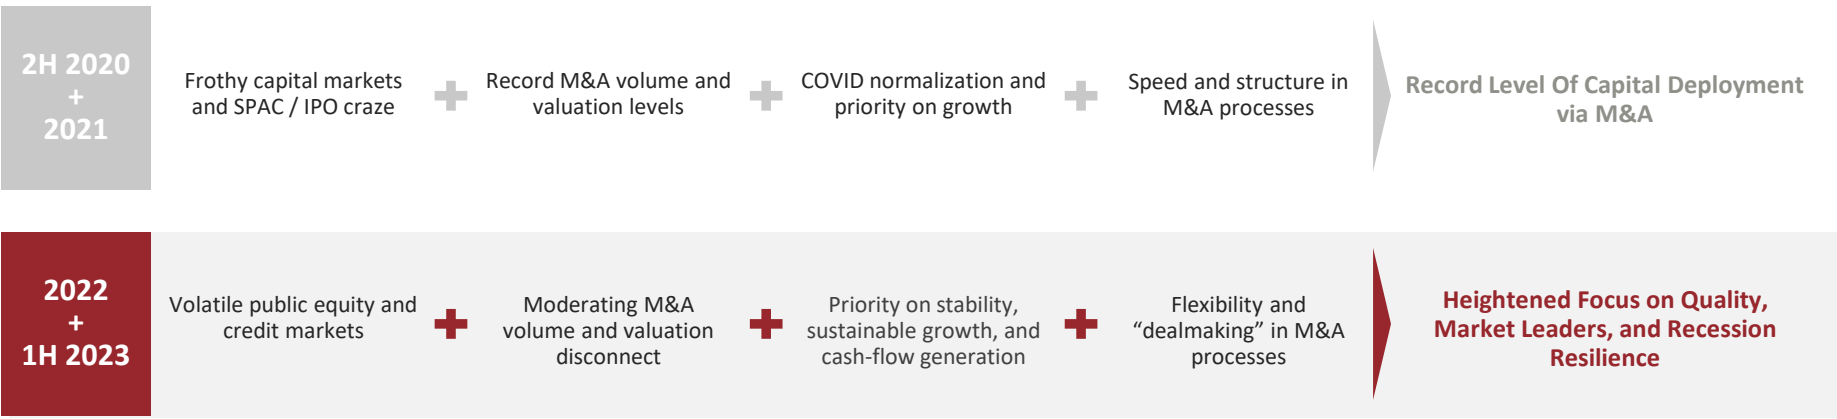 2H 2020
+
2021
Frothy capital markets
and SPAC / IPO craze
Record M&A volume and
valuation levels
COVID normalization and
priority on growth
Speed and structure in
M&A processes
Record Level Of Capital Deployment
via M&A
2022
+
1H 2023
Volatile public equity and
credit markets
Moderating M&A
volume and valuation
disconnect
Priority on stability,
sustainable growth, and
cash-flow generation
Flexibility and
“dealmaking” in M&A
processes
Heightened Focus on Quality,
Market Leaders, and Recession
Resilience